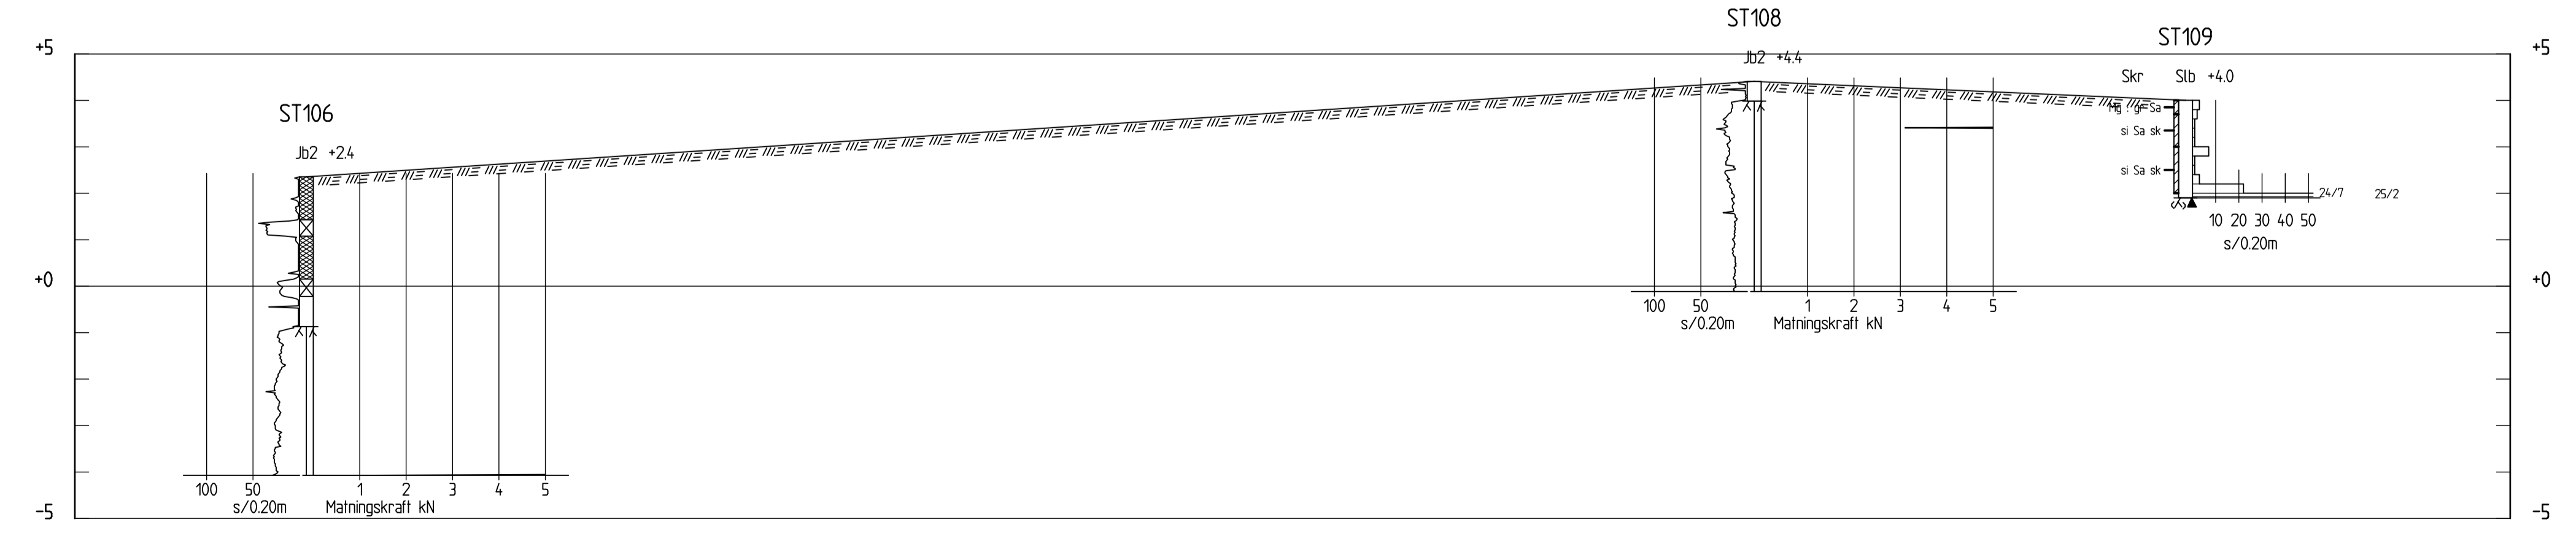 ST108
ST109
+5 +5
Jb2 +4.4
Skr Slb +4.0
ST106
Mg : gr Sa
si Sa sk
Jb2 +2.4
si Sa sk
24/7 25/2
10 20 30 40 50
s/0.20m
+0 +0
100 50 1 2 3 4 5
s/0.20m Matningskraft kN
100 50 1 2 3 4 5
s/0.20m Matningskraft kN
-5 -5